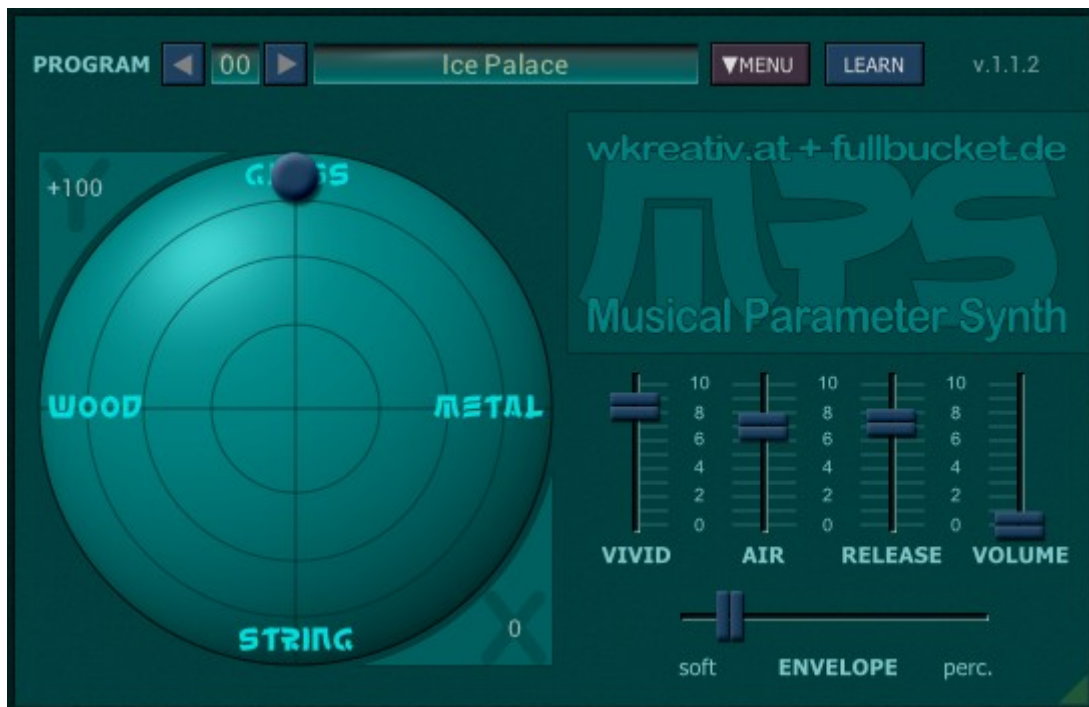 PROGRAM 00 Ice Palace ▼MENU LEARN v.1.1.2
wkreativ.at + fullbucket.de
MPS
Musical Parameter Synth
Y
+100
WOOD METAL
STRING
X
0
10 10 10
8 8 8
6 6 6
4 4 4
2 2 2
0 0 0
VIVID AIR RELEASE VOLUME
soft ENVELOPE perc.